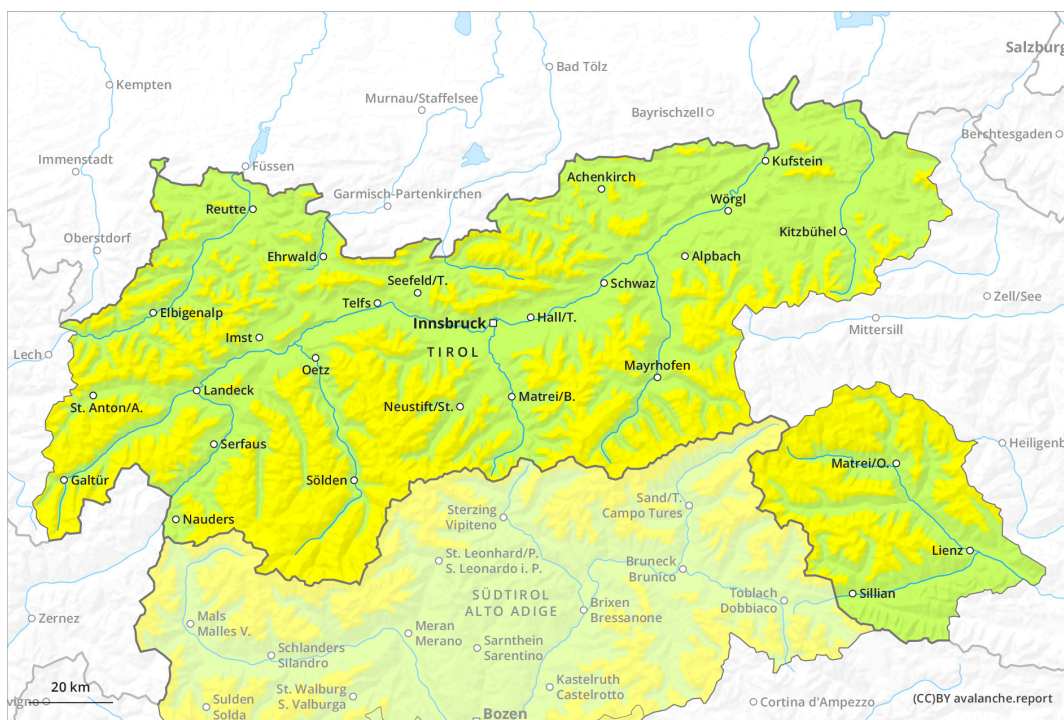 Salzburg
Kempten
Bad Tölz
Murnau/Staffelsee
Bayrischzell
Berchtesgaden
Immenstadt
Füssen
Kufstein
Achenkirch
Garmisch-Partenkirchen
Reutte
Wörgl
Oberstdorf
Kitzbühel
Ehrwald
Alpbach
Seefeld/T.
Schwaz
Zell/See
Telfs
Elbigenalp
Hall/T.
Innsbruck
Mittersill
Imst
TIROL
Lech
Oetz
Mayrhofen
Landeck
St. Anton/A.
Neustift/St.
Matrei/B.
Serfaus
Heiligenb
Matrei/O.
Galtür
Sölden
Sand/T.
Campo Tures
Sterzing
Vipiteno
Nauders
St. Leonhard/P.
S. Leonardo i. P.
Lienz
Bruneck
Brunico
SÜDTIROL
ALTO ADIGE
Sillian
Toblach
Dobbiaco
Brixen
Bressanone
Zernez
Mals
Malles V.
Meran
Merano
Sarnthein
Sarentino
Schlanders
Silandro
20 km
Kastelruth
Castelrotto
St. Walburg
S. Valburga
vigno
Sulden
Solda
Cortina d'Ampezzo
(CC)BY avalanche.report
Bozen